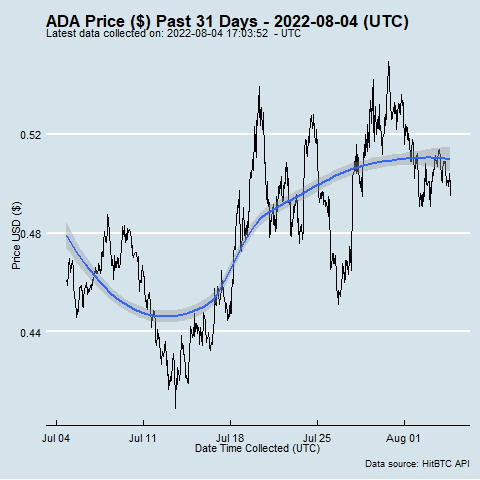 ADA Price ($) Past 31 Days - 2022-08-04 (UTC)
Latest data collected on: 2022-08-04 17:03:52 - UTC
Price USD ($)
0.52
0.48
0.44
Jul 04 Jul 11 Jul 18 Jul 25 Aug 01
Date Time Collected (UTC)
Data source: HitBTC API